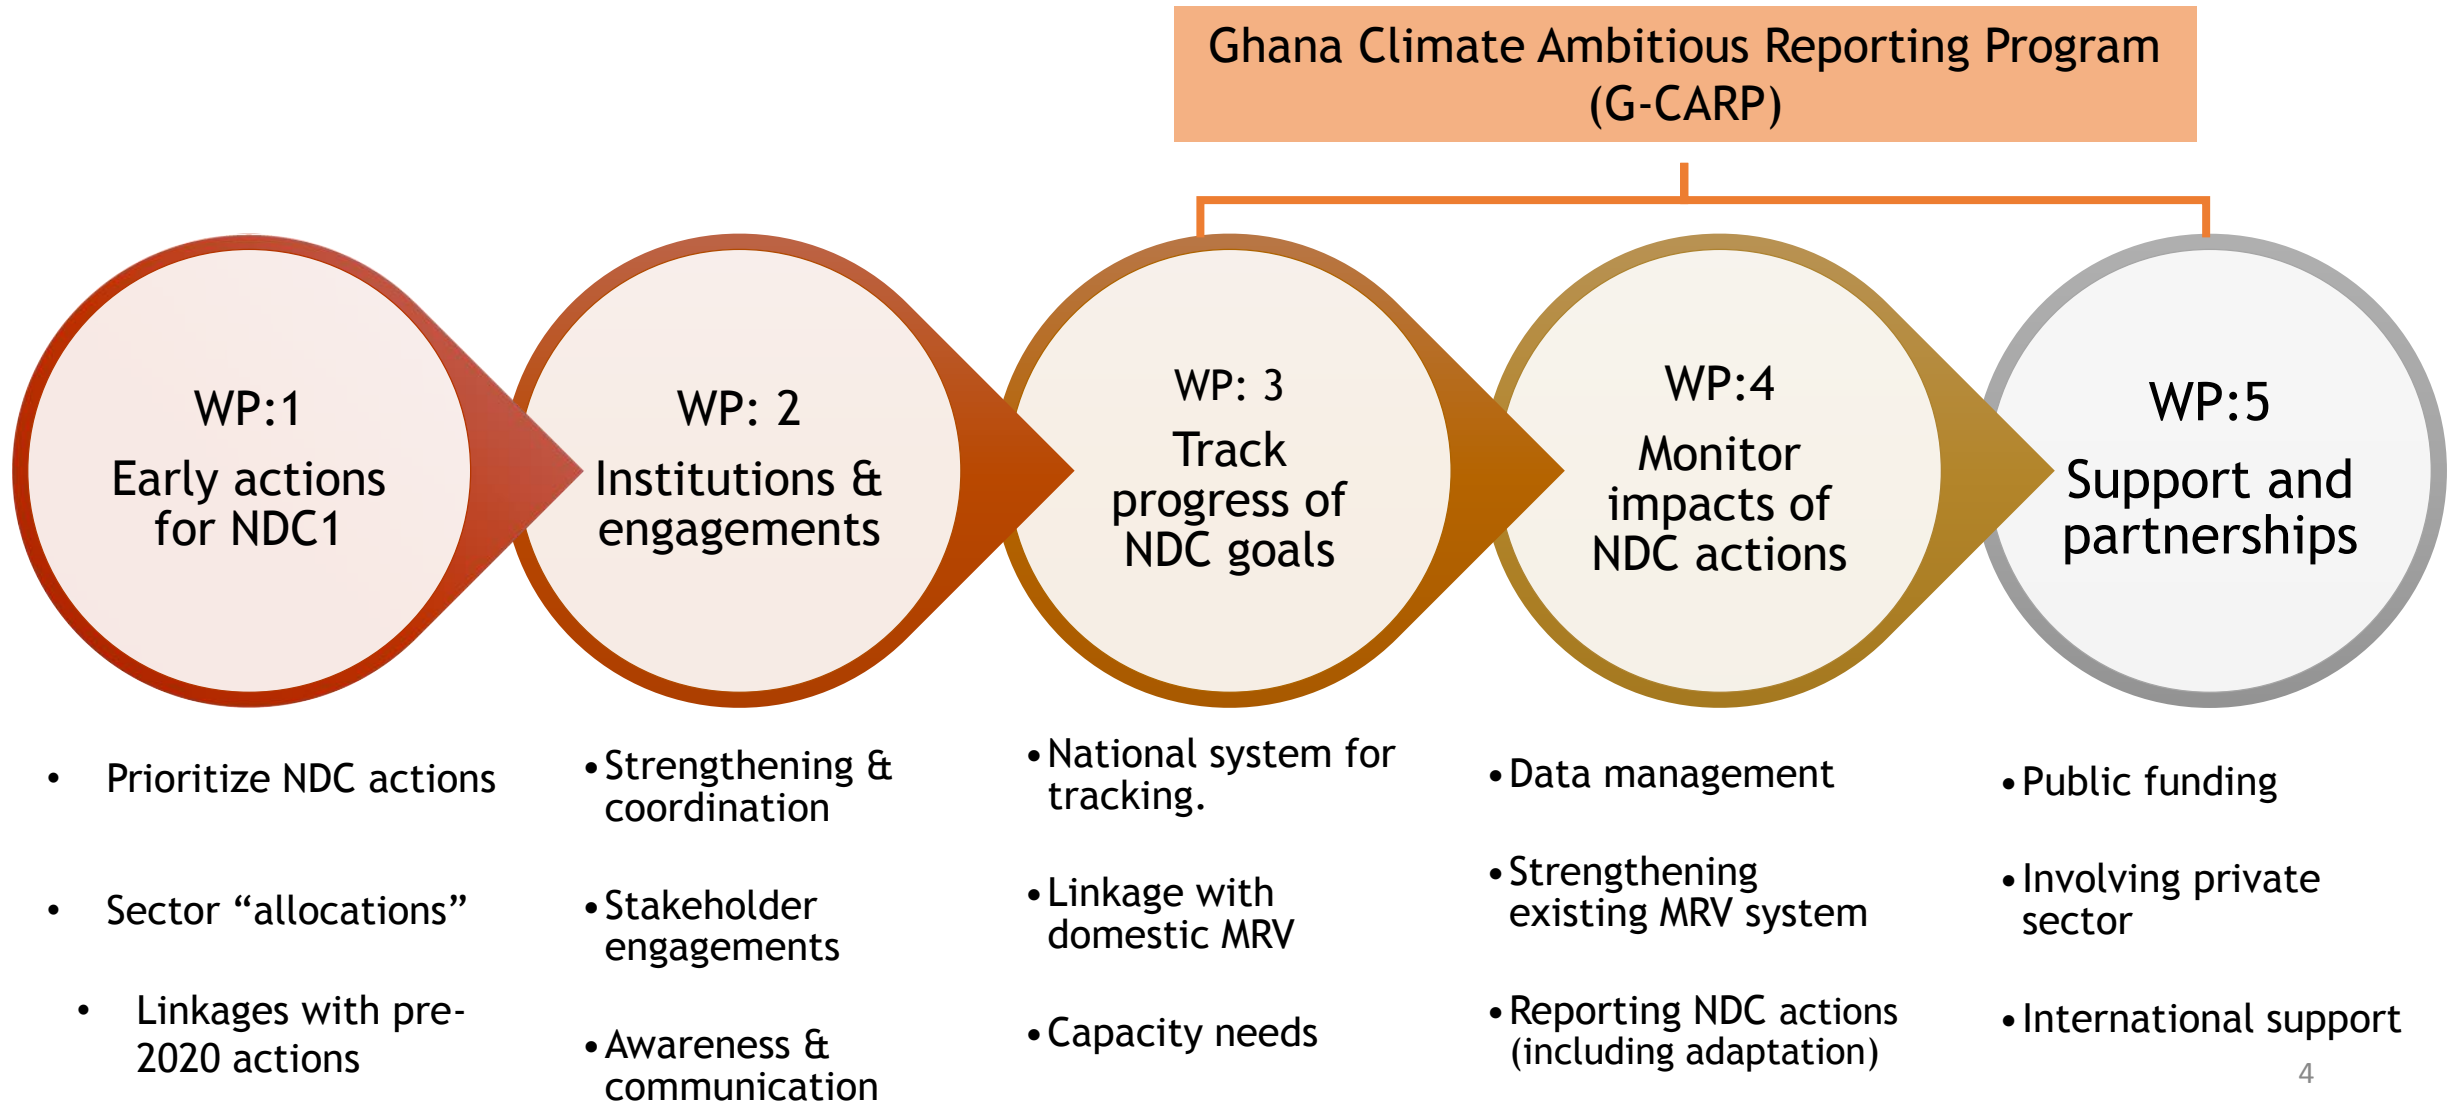 Ghana Climate Ambitious Reporting Program
(G-CARP)
WP:1
Early actions
for NDC1
WP: 2
Institutions &
engagements
WP: 3
Track
progress of
NDC goals
WP:4
Monitor
impacts of
NDC actions
WP:5
Support and
partnerships
• Prioritize NDC actions
• Sector “allocations”
• Linkages with pre-
2020 actions
•Strengthening &
coordination
•Stakeholder
engagements
•Awareness &
communication
•National system for
tracking.
•Linkage with
domestic MRV
•Capacity needs
•Data management
•Strengthening
existing MRV system
•Reporting NDC actions
(including adaptation)
•Public funding
•Involving private
sector
•International support
4